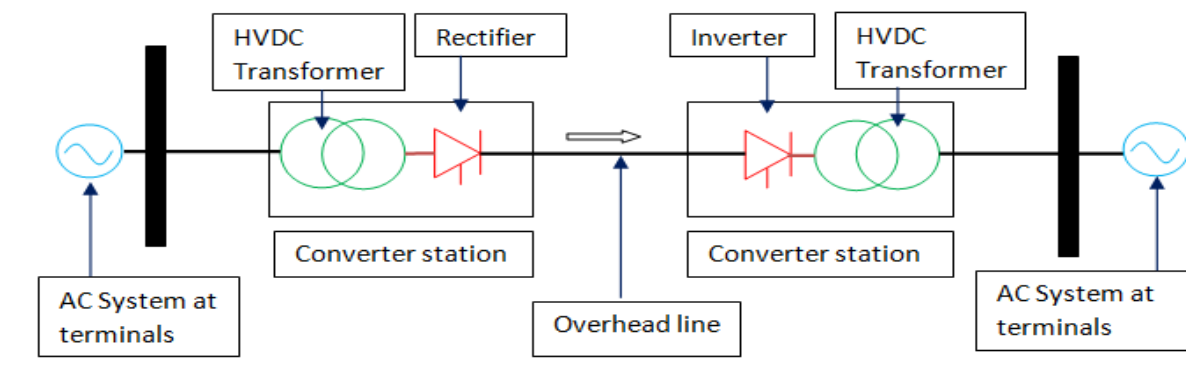 HVDC
Transformer
Rectifier
Inverter
HVDC
Transformer
Converter station
Converter station
AC System at
terminals
Overhead line
AC System at
terminals